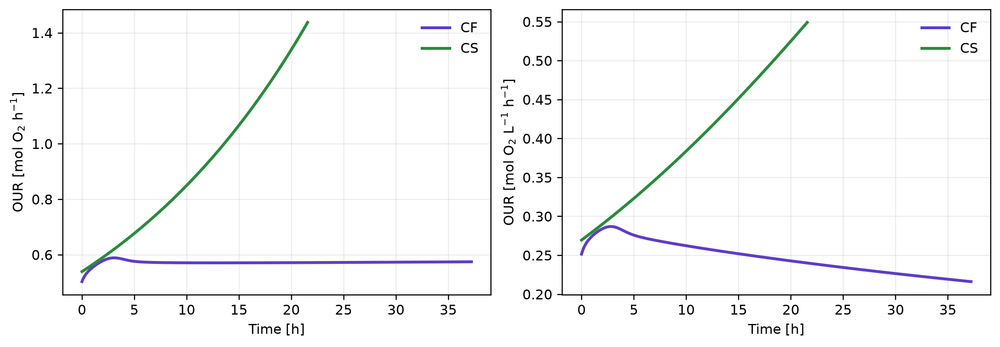 OUR [mol O₂ h⁻¹]
1.4
1.2
1.0
0.8
0.6
0 5 10 15 20 25 30 35
Time [h]
CF
CS
OUR [mol O₂ L⁻¹ h⁻¹]
0.55
0.50
0.45
0.40
0.35
0.30
0.25
0.20
0 5 10 15 20 25 30 35
Time [h]
CF
CS